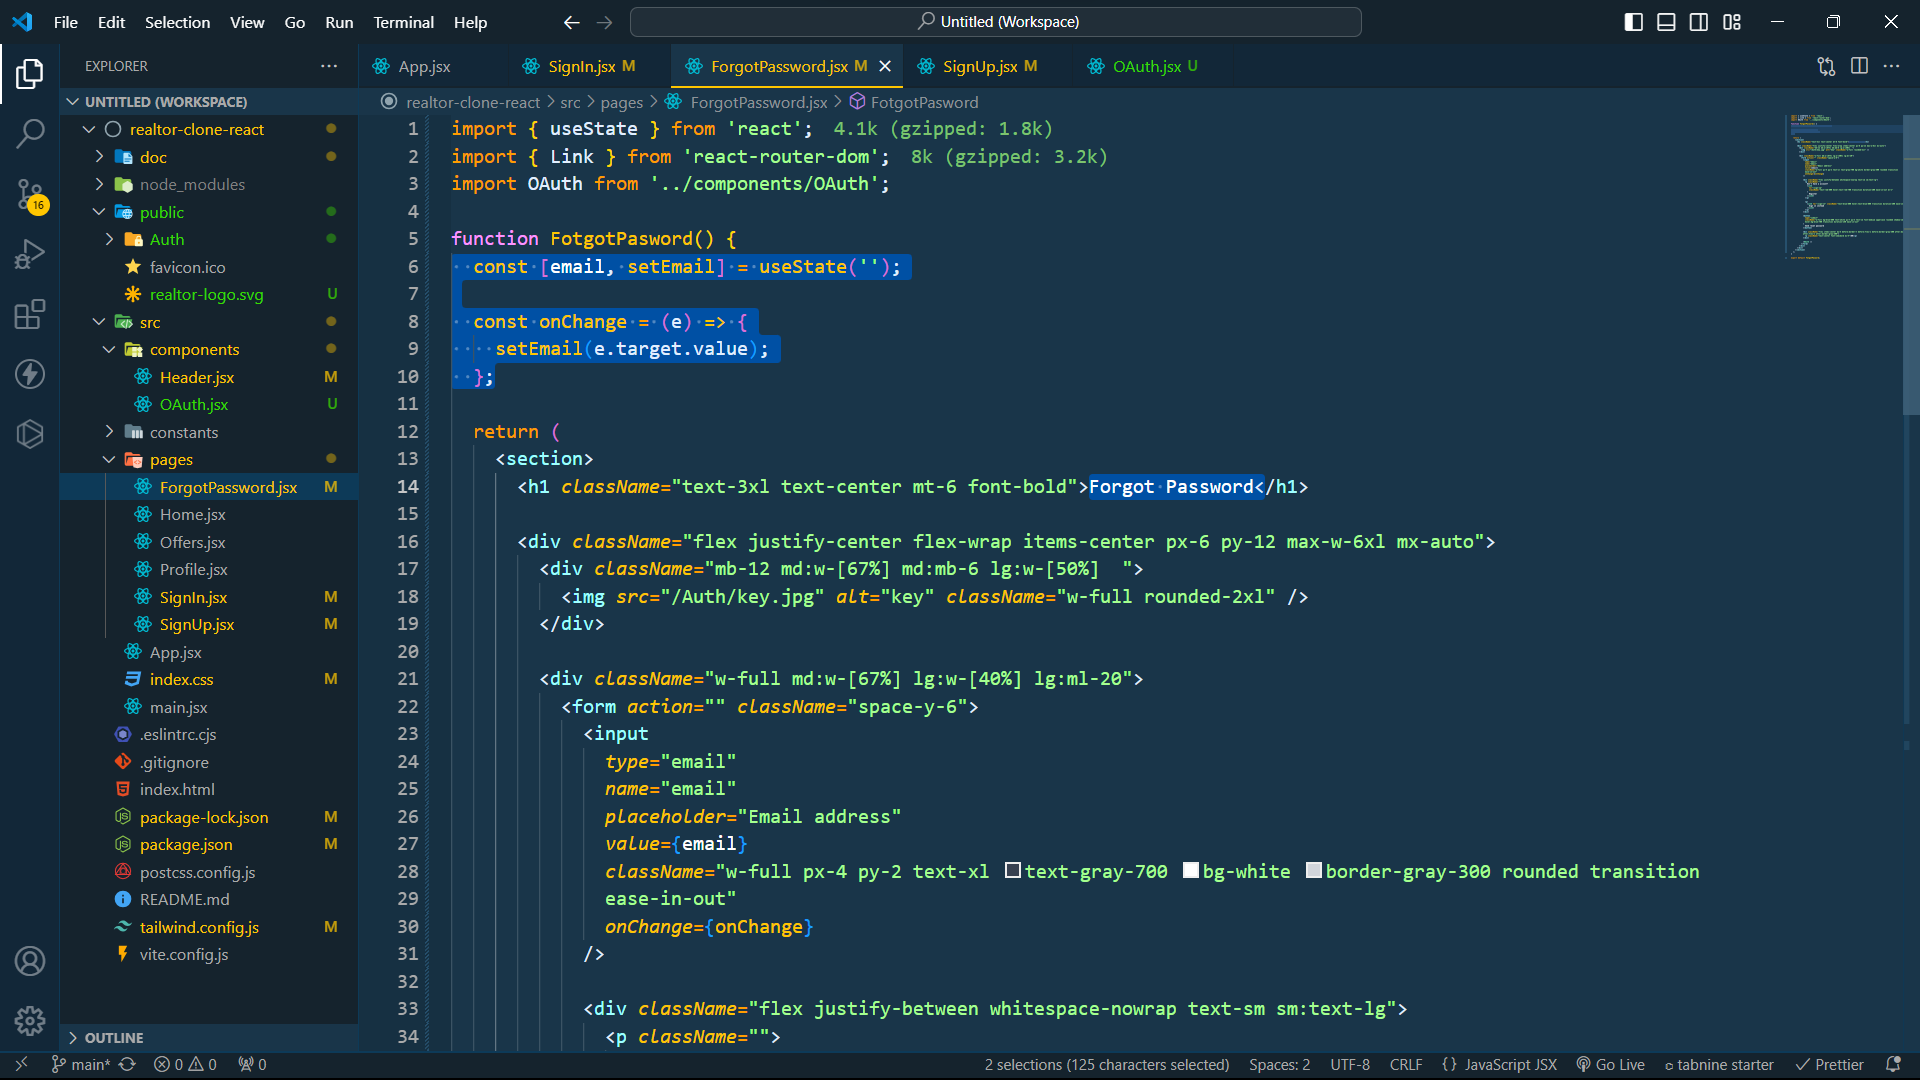 File Edit Selection View Go Run Terminal Help
Untitled (Workspace)
EXPLORER
App.jsx
SignIn.jsx M
ForgotPassword.jsx M
SignUp.jsx M
OAuth.jsx U
UNTITLED (WORKSPACE)
realtor-clone-react
doc
node_modules
public
Auth
favicon.ico
realtor-logo.svg U
src
components
Header.jsx M
OAuth.jsx U
constants
pages
ForgotPassword.jsx M
Home.jsx
Offers.jsx
Profile.jsx
SignIn.jsx M
SignUp.jsx M
App.jsx
index.css M
main.jsx
.eslintrc.cjs
.gitignore
index.html
package-lock.json M
package.json M
postcss.config.js
README.md
tailwind.config.js M
vite.config.js
OUTLINE
16
realtor-clone-react > src > pages > ForgotPassword.jsx > FotgotPasword
1 import { useState } from 'react'; 4.1k (gzipped: 1.8k)
2 import { Link } from 'react-router-dom'; 8k (gzipped: 3.2k)
3 import OAuth from '../components/OAuth';
4
5 function FotgotPasword() {
6 const [email, setEmail] = useState('');
7
8 const onChange = (e) => {
9 setEmail(e.target.value);
10 };
11
12 return (
13 <section>
14 <h1 className="text-3xl text-center mt-6 font-bold">Forgot Password</h1>
15
16 <div className="flex justify-center flex-wrap items-center px-6 py-12 max-w-6xl mx-auto">
17 <div className="mb-12 md:w-[67%] md:mb-6 lg:w-[50%]  ">
18 <img src="/Auth/key.jpg" alt="key" className="w-full rounded-2xl" />
19 </div>
20
21 <div className="w-full md:w-[67%] lg:w-[40%] lg:ml-20">
22 <form action="" className="space-y-6">
23 <input
24 type="email"
25 name="email"
26 placeholder="Email address"
27 value={email}
28 className="w-full px-4 py-2 text-xl text-gray-700 bg-white border-gray-300 rounded transition
29 ease-in-out"
30 onChange={onChange}
31 />
32
33 <div className="flex justify-between whitespace-nowrap text-sm sm:text-lg">
34 <p className="">
main* 0 0 0
2 selections (125 characters selected) Spaces: 2 UTF-8 CRLF {} JavaScript JSX Go Live tabnine starter Prettier